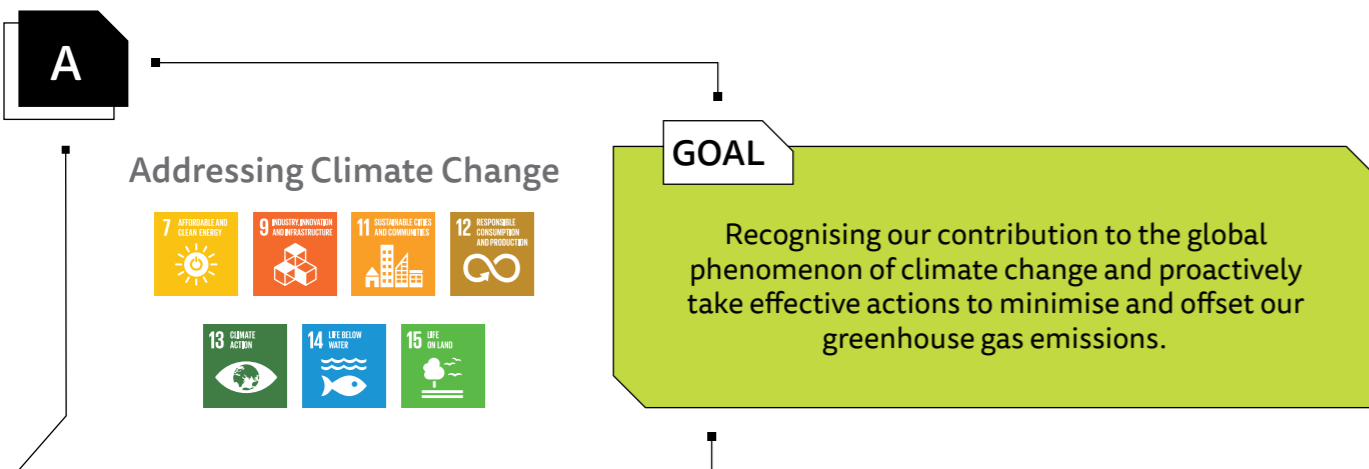 A
Addressing Climate Change
7 AFFORDABLE AND
CLEAN ENERGY
9 INDUSTRY, INNOVATION
AND INFRASTRUCTURE
11 SUSTAINABLE CITIES
AND COMMUNITIES
12 RESPONSIBLE
CONSUMPTION
AND PRODUCTION
13 CLIMATE
ACTION
14 LIFE BELOW
WATER
15 LIFE
ON LAND
GOAL
Recognising our contribution to the global
phenomenon of climate change and proactively
take effective actions to minimise and offset our
greenhouse gas emissions.